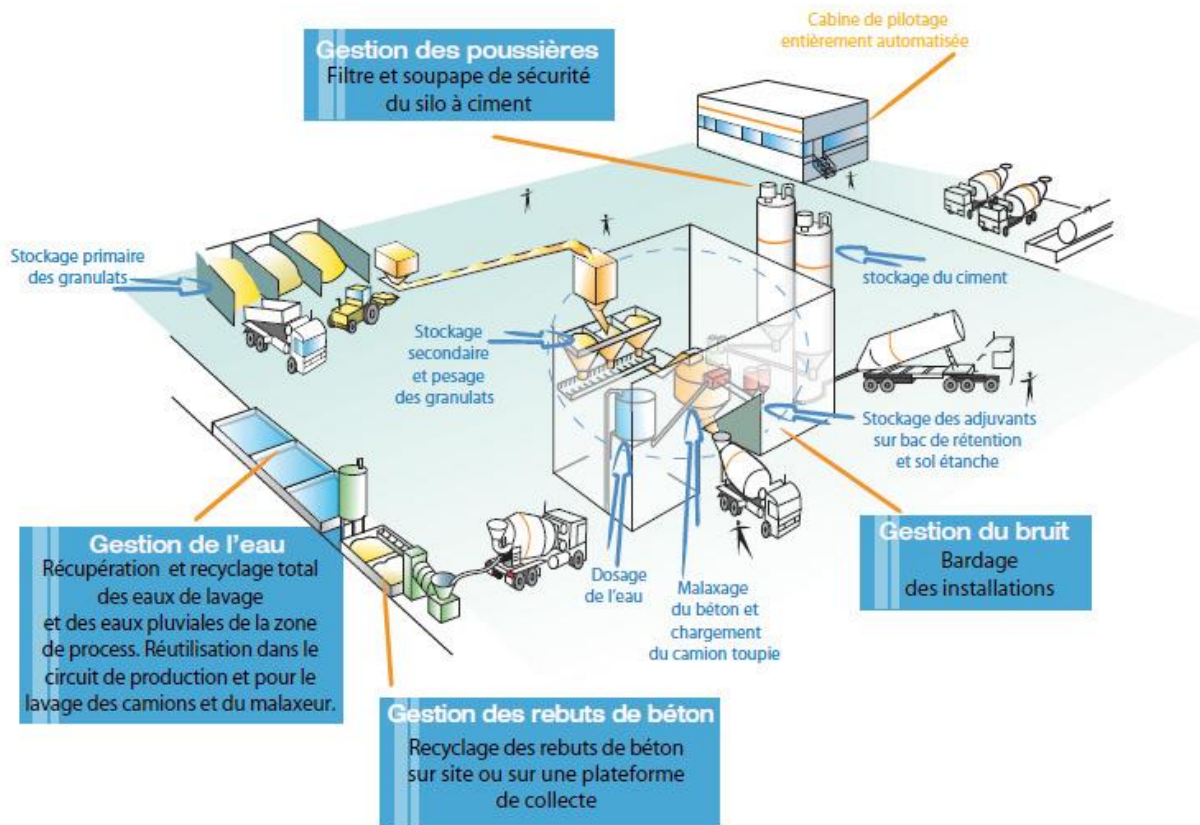 Cabine de pilotage
entièrement automatisée
Gestion des poussières
Filtre et soupape de sécurité
du silo à ciment
Stockage primaire
des granulats
stockage du ciment
Stockage
secondaire
et pesage
des granulats
Stockage des adjuvants
sur bac de rétention
et sol étanche
Gestion de l'eau
Récupération et recyclage total
des eaux de lavage
et des eaux pluviales de la zone
de process. Réutilisation dans le
circuit de production et pour le
lavage des camions et du malaxeur.
Dosage
de l'eau
Malaxage
du béton et
chargement
du camion toupie
Gestion du bruit
Bardage
des installations
Gestion des rebuts de béton
Recyclage des rebuts de béton
sur site ou sur une plateforme
de collecte